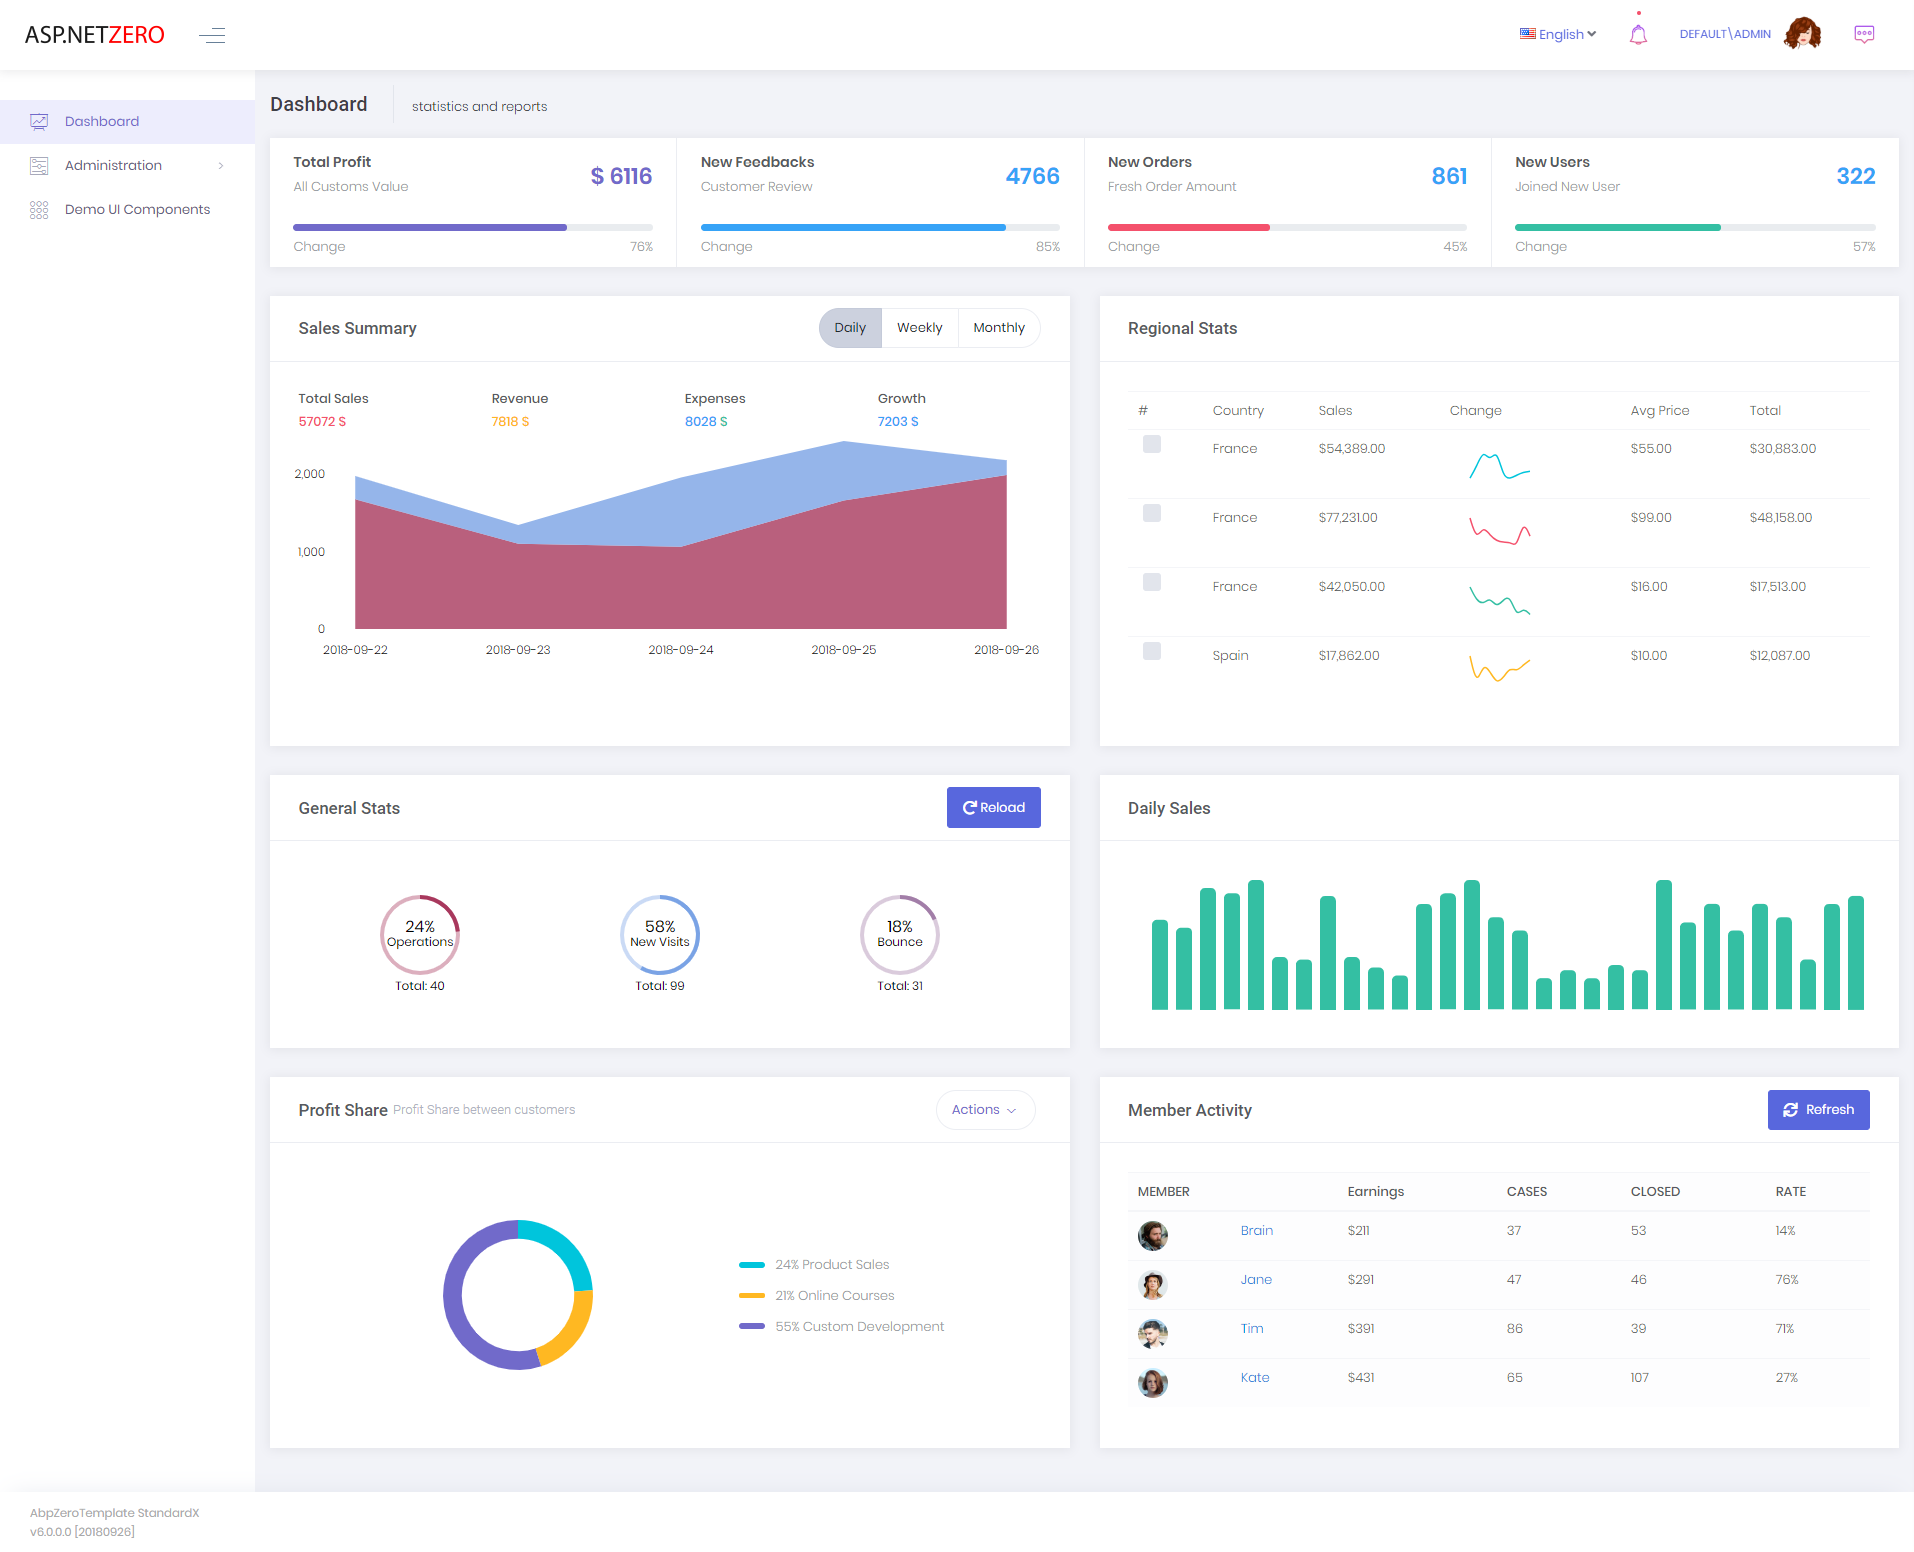 ASP.NETZERO
English
DEFAULT\ADMIN
Dashboard
Administration
Demo UI Components
Dashboard
statistics and reports
Total Profit
All Customs Value
$ 6116
Change
76%
New Feedbacks
Customer Review
4766
Change
85%
New Orders
Fresh Order Amount
861
Change
45%
New Users
Joined New User
322
Change
57%
Sales Summary
Daily
Weekly
Monthly
Total Sales
57072 $
Revenue
7818 $
Expenses
8028 $
Growth
7203 $
2,000
1,000
0
2018-09-22
2018-09-23
2018-09-24
2018-09-25
2018-09-26
Regional Stats
# Country Sales Change Avg Price Total
France $54,389.00 $55.00 $30,883.00
France $77,231.00 $99.00 $48,158.00
France $42,050.00 $16.00 $17,513.00
Spain $17,862.00 $10.00 $12,087.00
General Stats
Reload
24%
Operations
Total: 40
58%
New Visits
Total: 99
18%
Bounce
Total: 31
Daily Sales
Profit Share Profit Share between customers
Actions
24% Product Sales
21% Online Courses
55% Custom Development
Member Activity
Refresh
MEMBER Earnings CASES CLOSED RATE
Brain $211 37 53 14%
Jane $291 47 46 76%
Tim $391 86 39 71%
Kate $431 65 107 27%
AbpZeroTemplate StandardX
v6.0.0.0 [20180926]